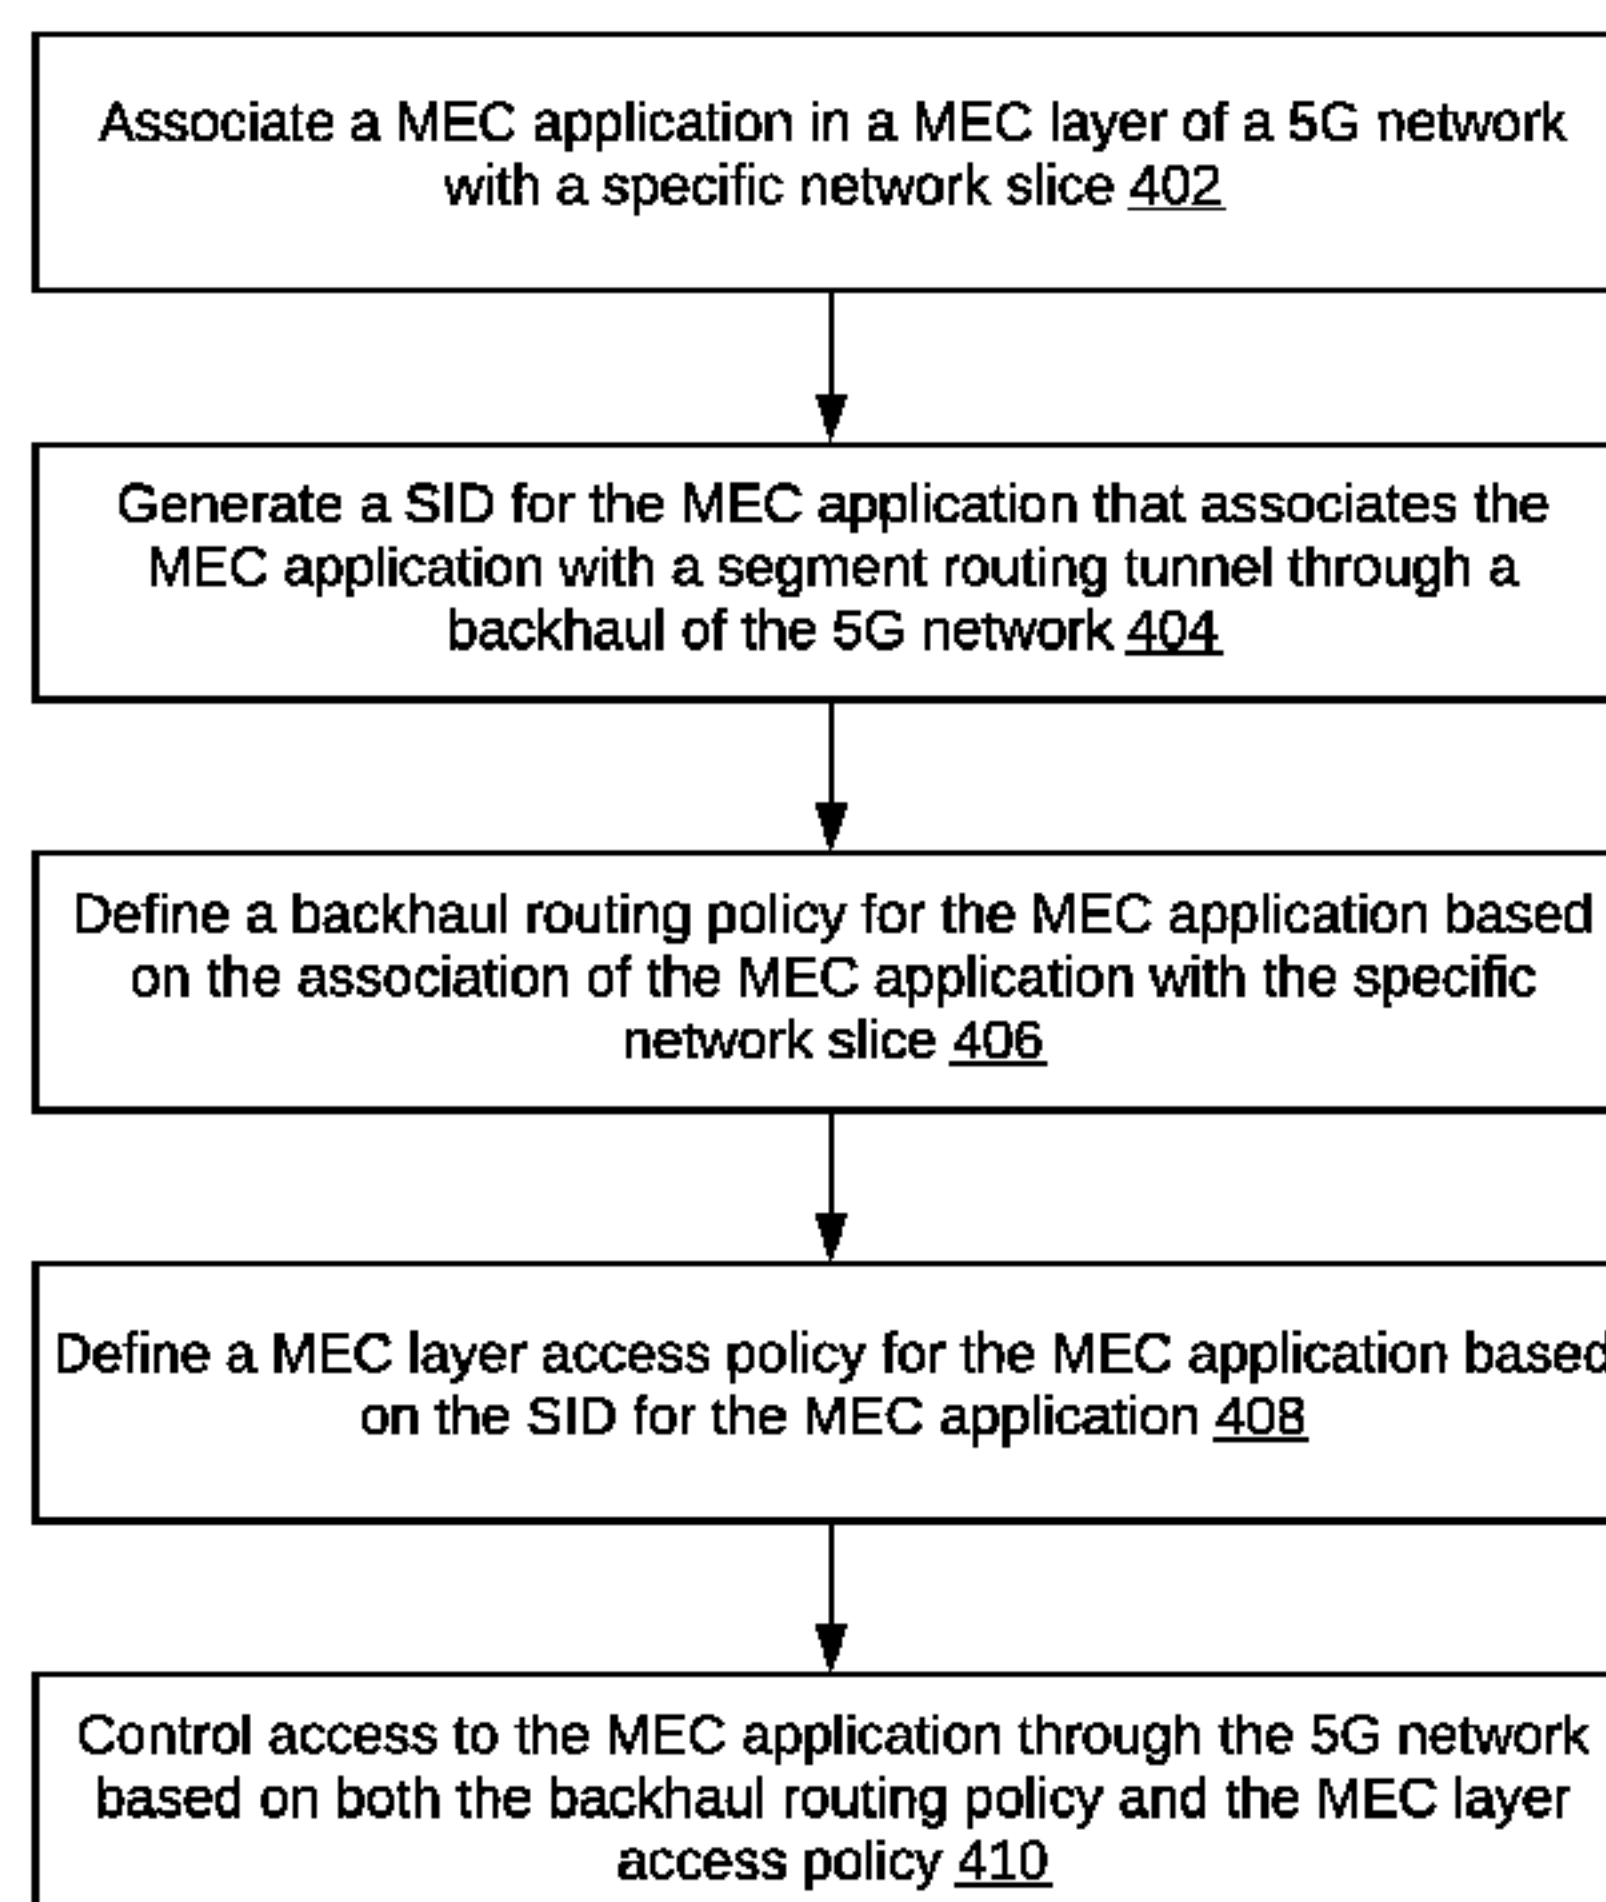 Associate a MEC application in a MEC layer of a 5G network
with a specific network slice 402
Generate a SID for the MEC application that associates the
MEC application with a segment routing tunnel through a
backhaul of the 5G network 404
Define a backhaul routing policy for the MEC application based
on the association of the MEC application with the specific
network slice 406
Define a MEC layer access policy for the MEC application based
on the SID for the MEC application 408
Control access to the MEC application through the 5G network
based on both the backhaul routing policy and the MEC layer
access policy 410